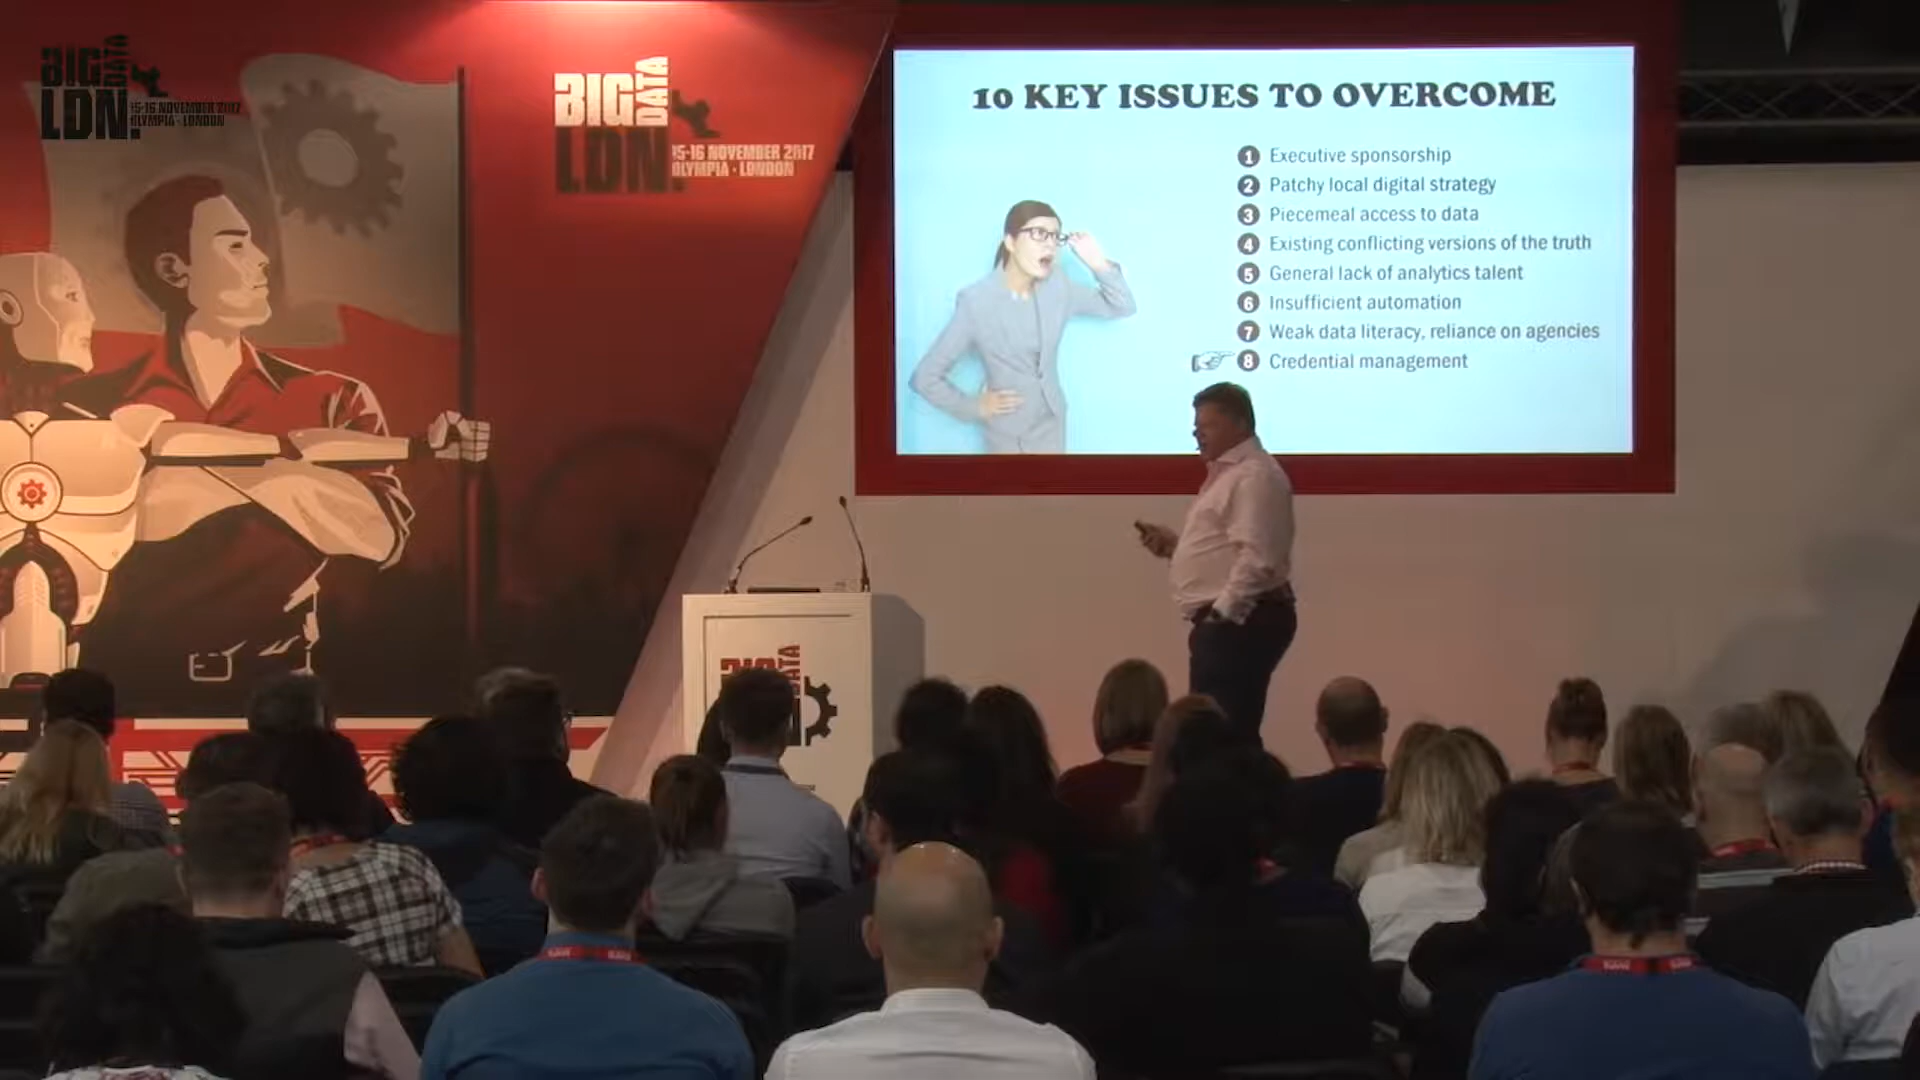 BIG DATA
LDN.
15-16 NOVEMBER 2017
OLYMPIA · LONDON
BIG DATA
LDN.
15-16 NOVEMBER 2017
OLYMPIA · LONDON
10 KEY ISSUES TO OVERCOME
1 Executive sponsorship
2 Patchy local digital strategy
3 Piecemeal access to data
4 Existing conflicting versions of the truth
5 General lack of analytics talent
6 Insufficient automation
7 Weak data literacy, reliance on agencies
8 Credential management
BIG DATA